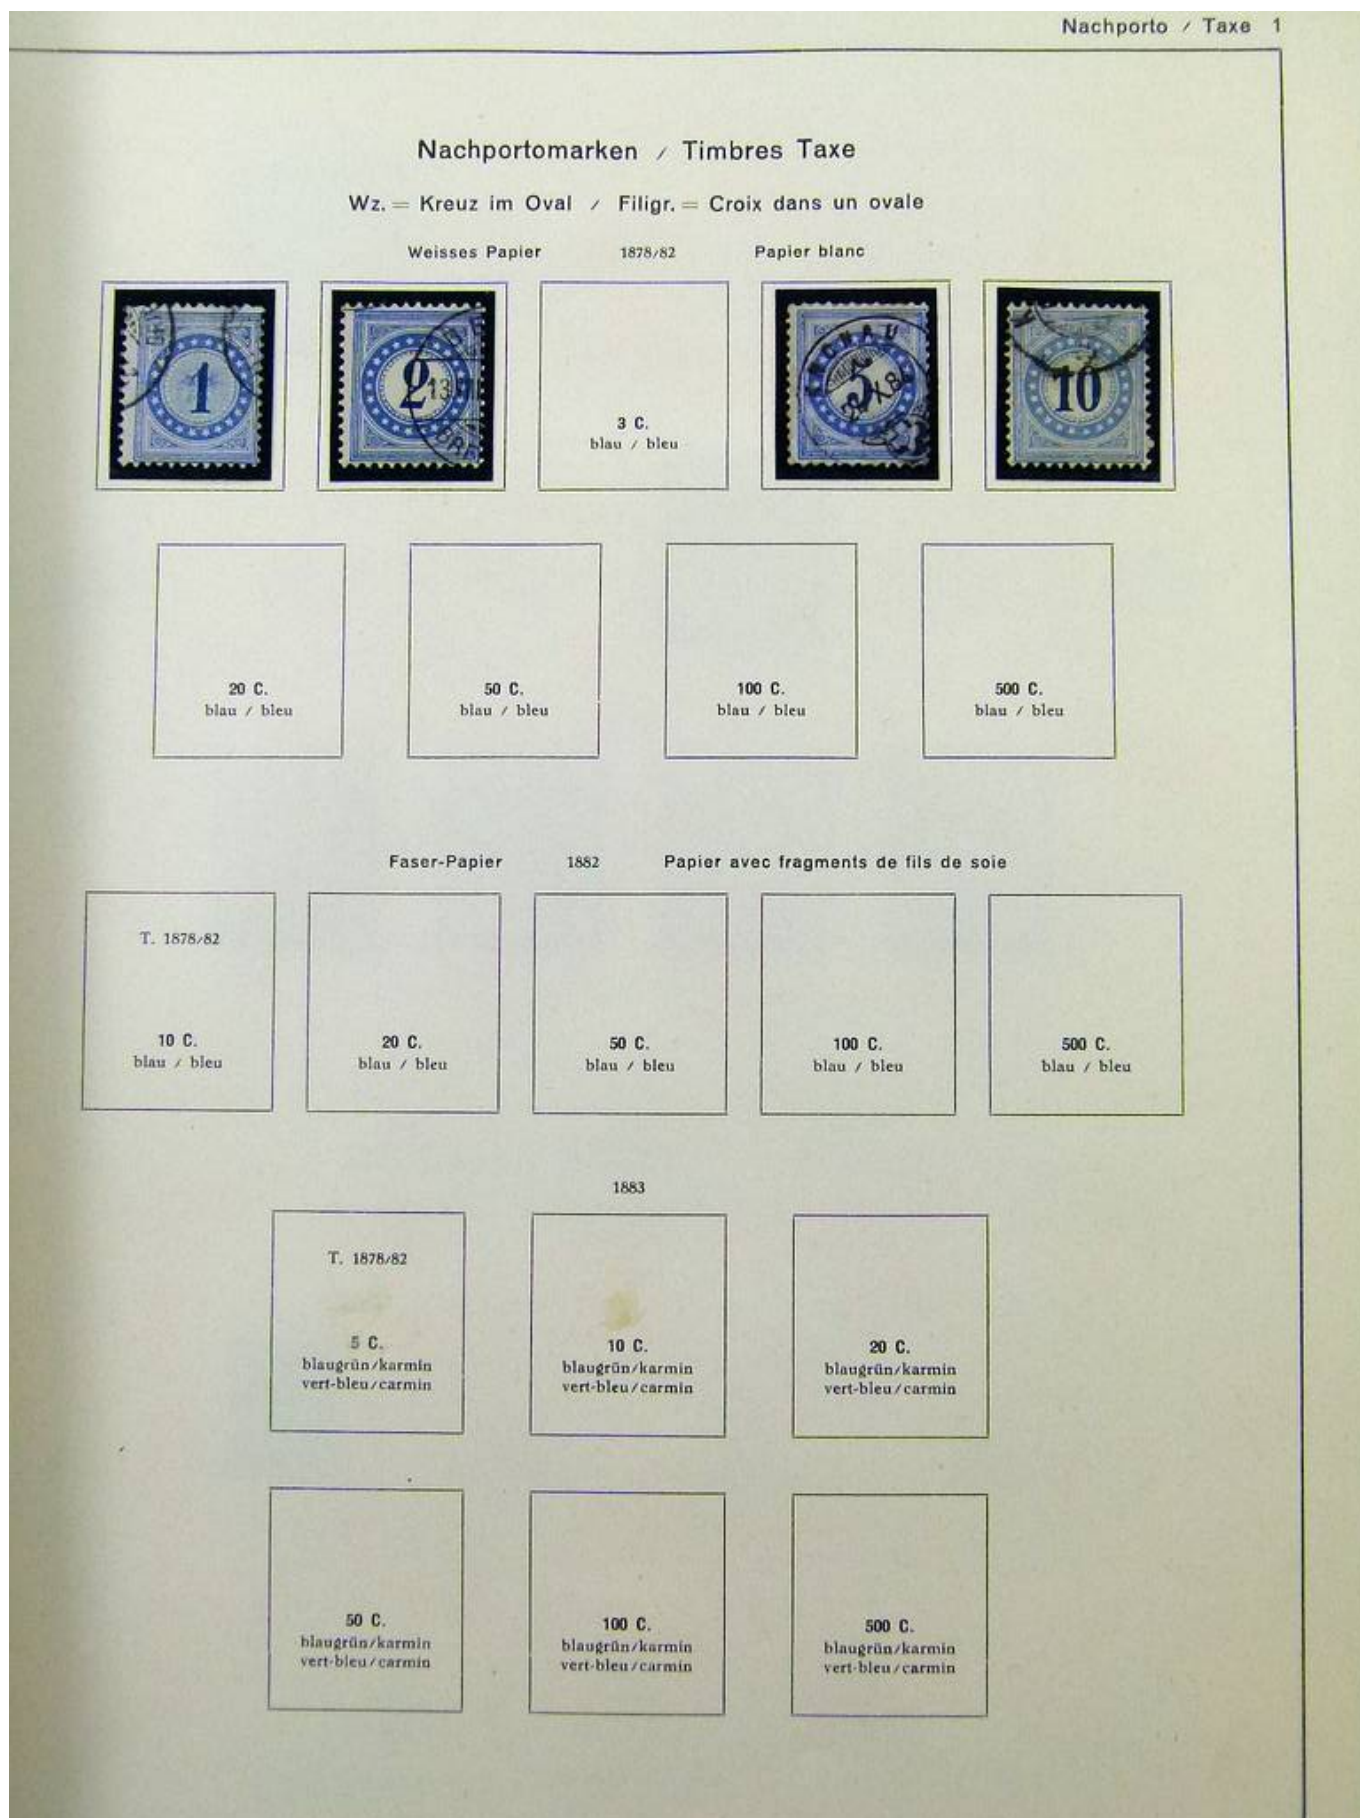 Nachporto / Taxe 1
Nachportomarken / Timbres Taxe
Wz. = Kreuz im Oval / Filigr. = Croix dans un ovale
Weisses Papier 1878/82 Papier blanc
1
2
13
3 C.
blau / bleu
5
10
20 C.
blau / bleu
50 C.
blau / bleu
100 C.
blau / bleu
500 C.
blau / bleu
Faser-Papier 1882 Papier avec fragments de fils de soie
T. 1878/82
10 C.
blau / bleu
20 C.
blau / bleu
50 C.
blau / bleu
100 C.
blau / bleu
500 C.
blau / bleu
1883
T. 1878/82
5 C.
blaugrün/karmin
vert-bleu/carmin
10 C.
blaugrün/karmin
vert-bleu/carmin
20 C.
blaugrün/karmin
vert-bleu/carmin
50 C.
blaugrün/karmin
vert-bleu/carmin
100 C.
blaugrün/karmin
vert-bleu/carmin
500 C.
blaugrün/karmin
vert-bleu/carmin